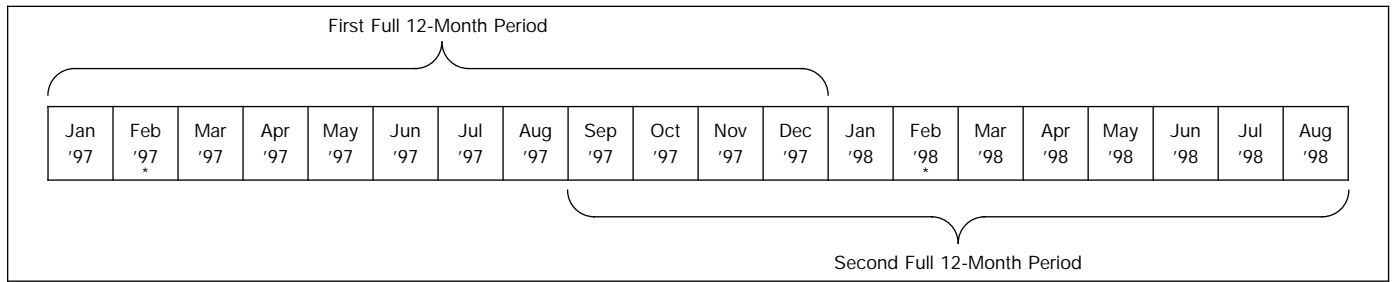 First Full 12-Month Period
Jan Feb Mar Apr May Jun Jul Aug Sep Oct Nov Dec Jan Feb Mar Apr May Jun Jul Aug
'97 '97 '97 '97 '97 '97 '97 '97 '97 '97 '97 '97 '98 '98 '98 '98 '98 '98 '98 '98
* *
Second Full 12-Month Period